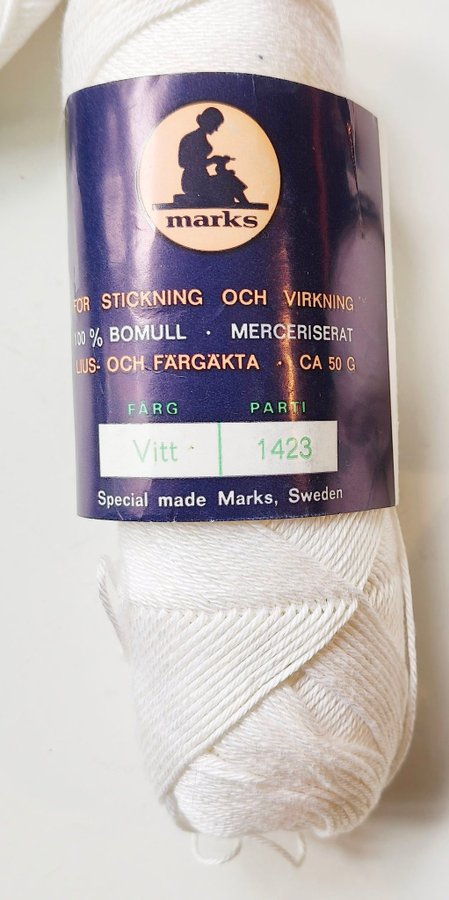 marks
FÖR STICKNING OCH VIRKNING
100 % BOMULL · MERCERISERAT
LJUS- OCH FÄRGÄKTA · CA 50 G
FÄRG PARTI
Vitt 1423
Special made Marks, Sweden